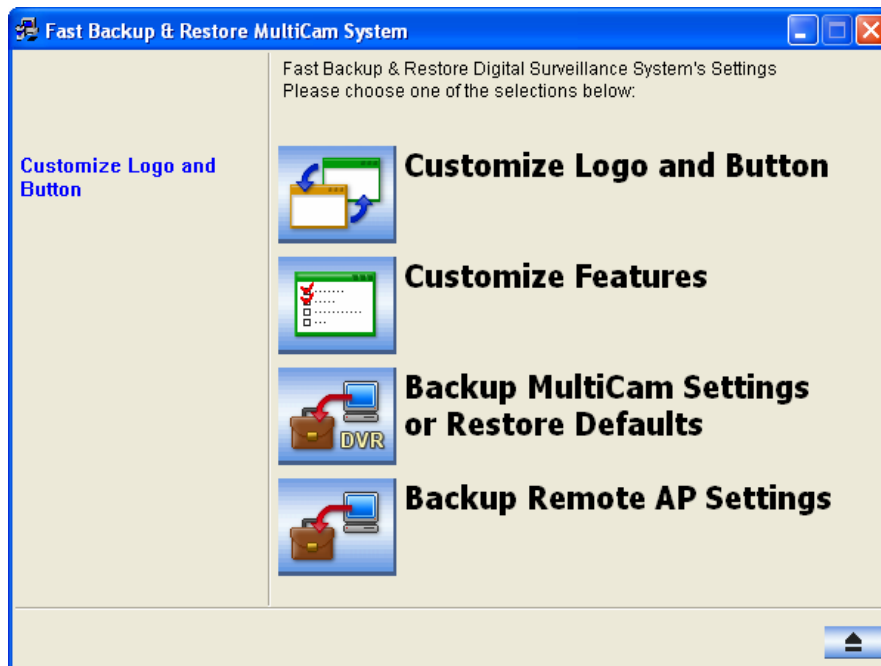 Fast Backup & Restore MultiCam System
Fast Backup & Restore Digital Surveillance System's Settings
Please choose one of the selections below:
Customize Logo and
Button
Customize Logo and Button
Customize Features
Backup MultiCam Settings
or Restore Defaults
DVR
Backup Remote AP Settings